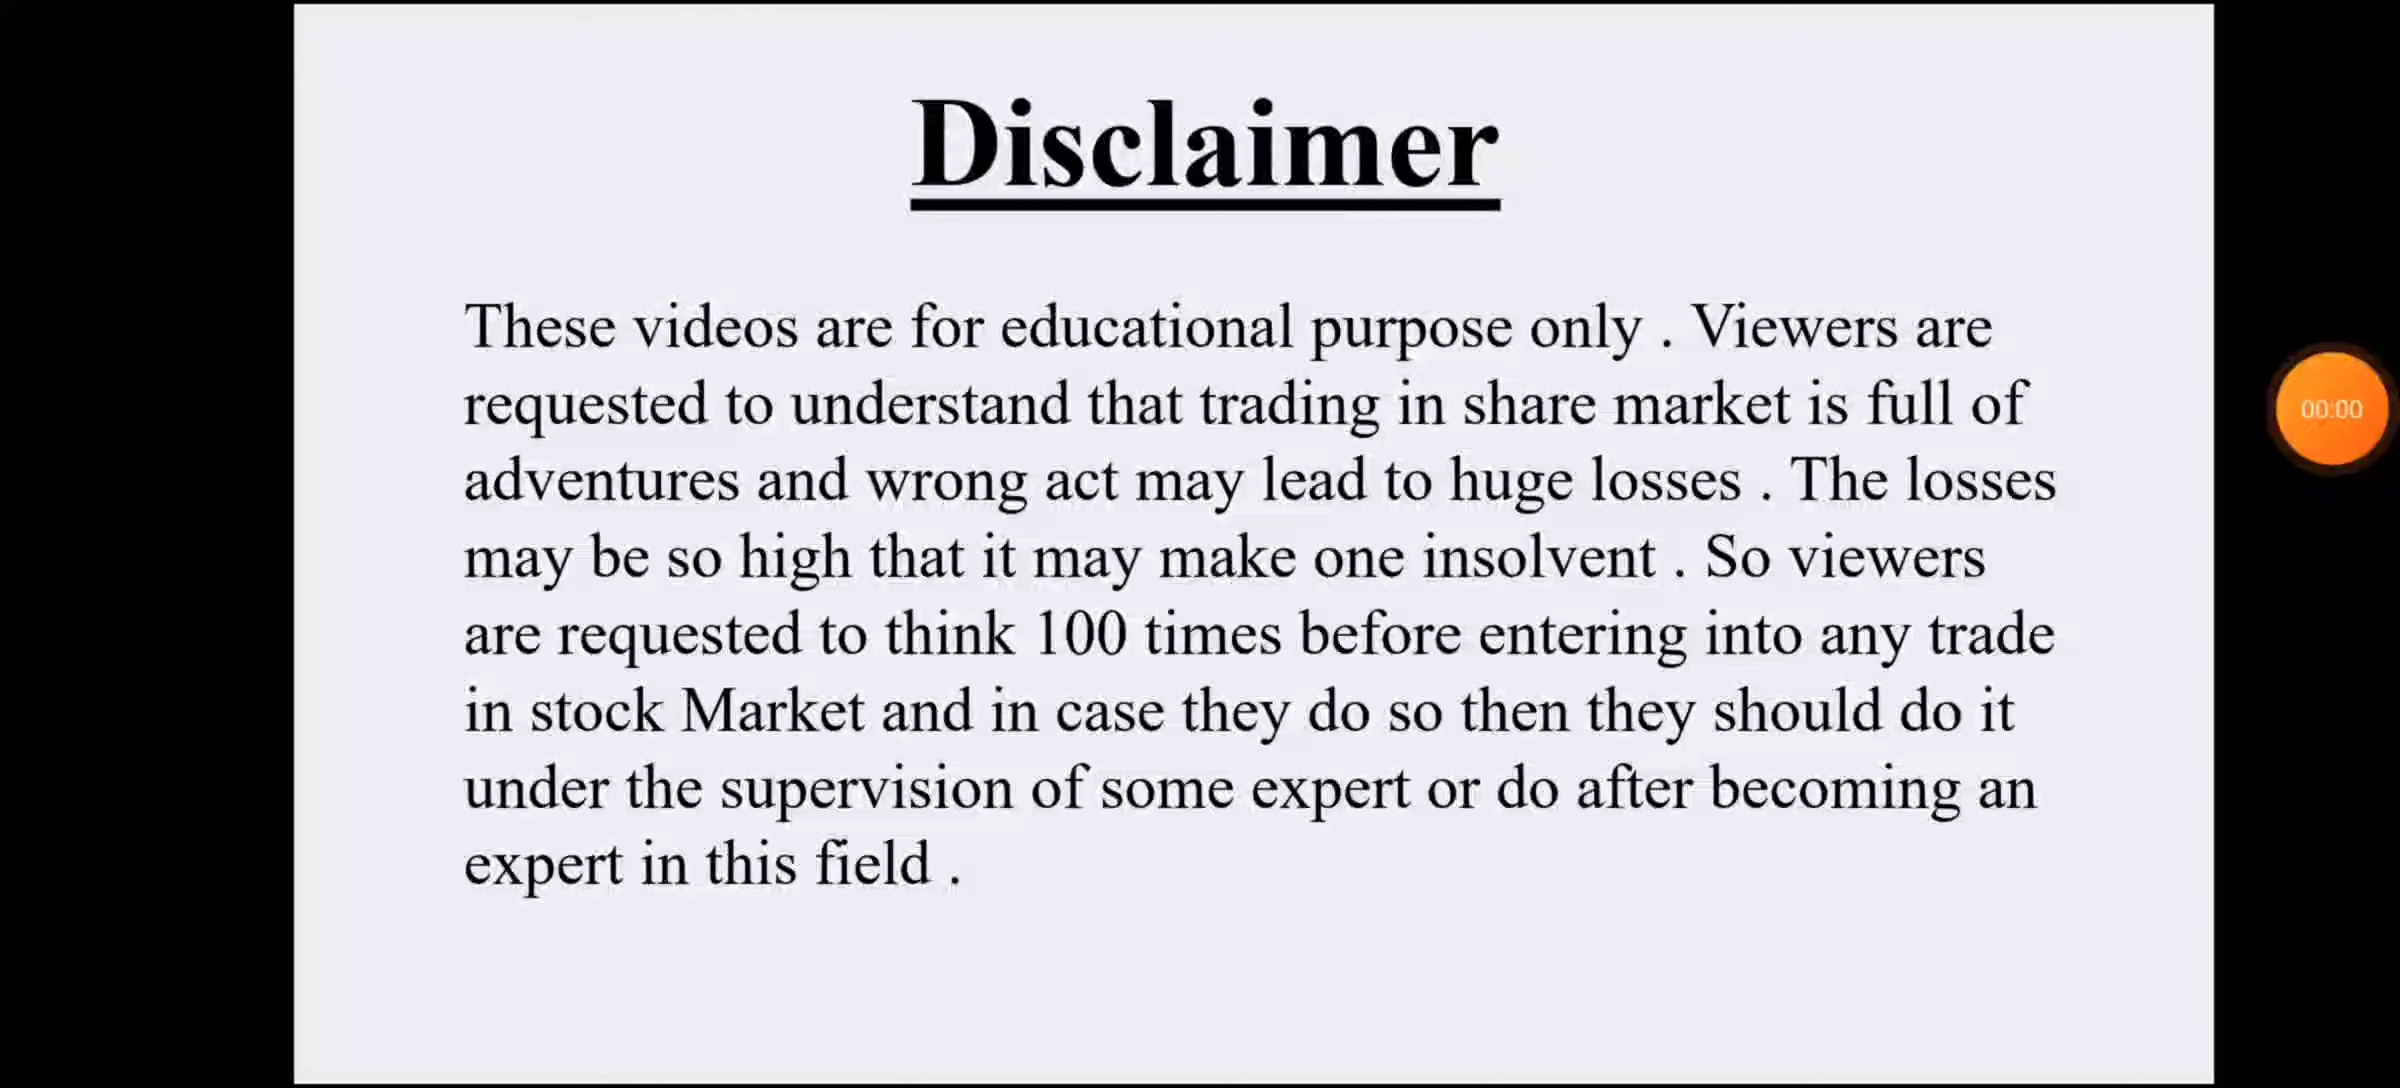 Disclaimer
These videos are for educational purpose only . Viewers are
requested to understand that trading in share market is full of
adventures and wrong act may lead to huge losses . The losses
may be so high that it may make one insolvent . So viewers
are requested to think 100 times before entering into any trade
in stock Market and in case they do so then they should do it
under the supervision of some expert or do after becoming an
expert in this field .
00:00